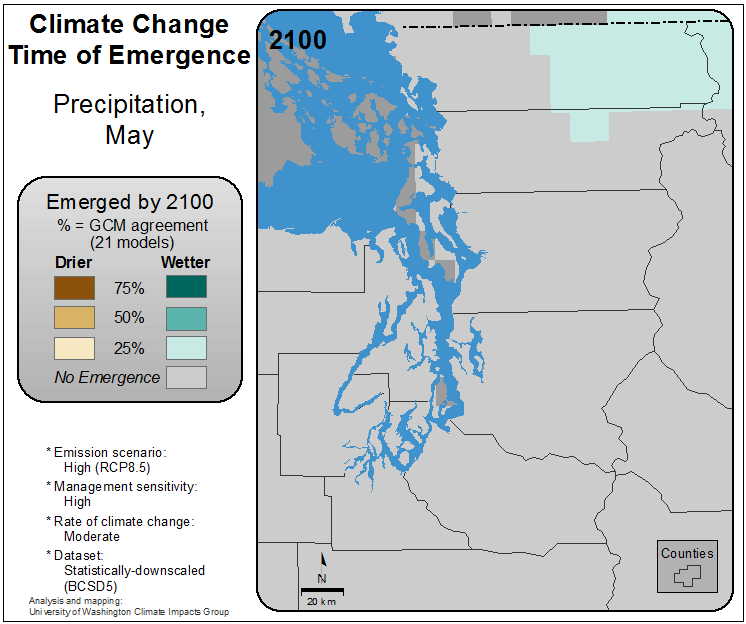 Climate Change
Time of Emergence
Precipitation,
May
Emerged by 2100
% = GCM agreement
(21 models)
Drier
Wetter
75%
50%
25%
No Emergence
* Emission scenario:
High (RCP8.5)
* Management sensitivity:
High
* Rate of climate change:
Moderate
* Dataset:
Statistically-downscaled
(BCSD5)
Analysis and mapping:
University of Washington Climate Impacts Group
2100
N
20 km
Counties